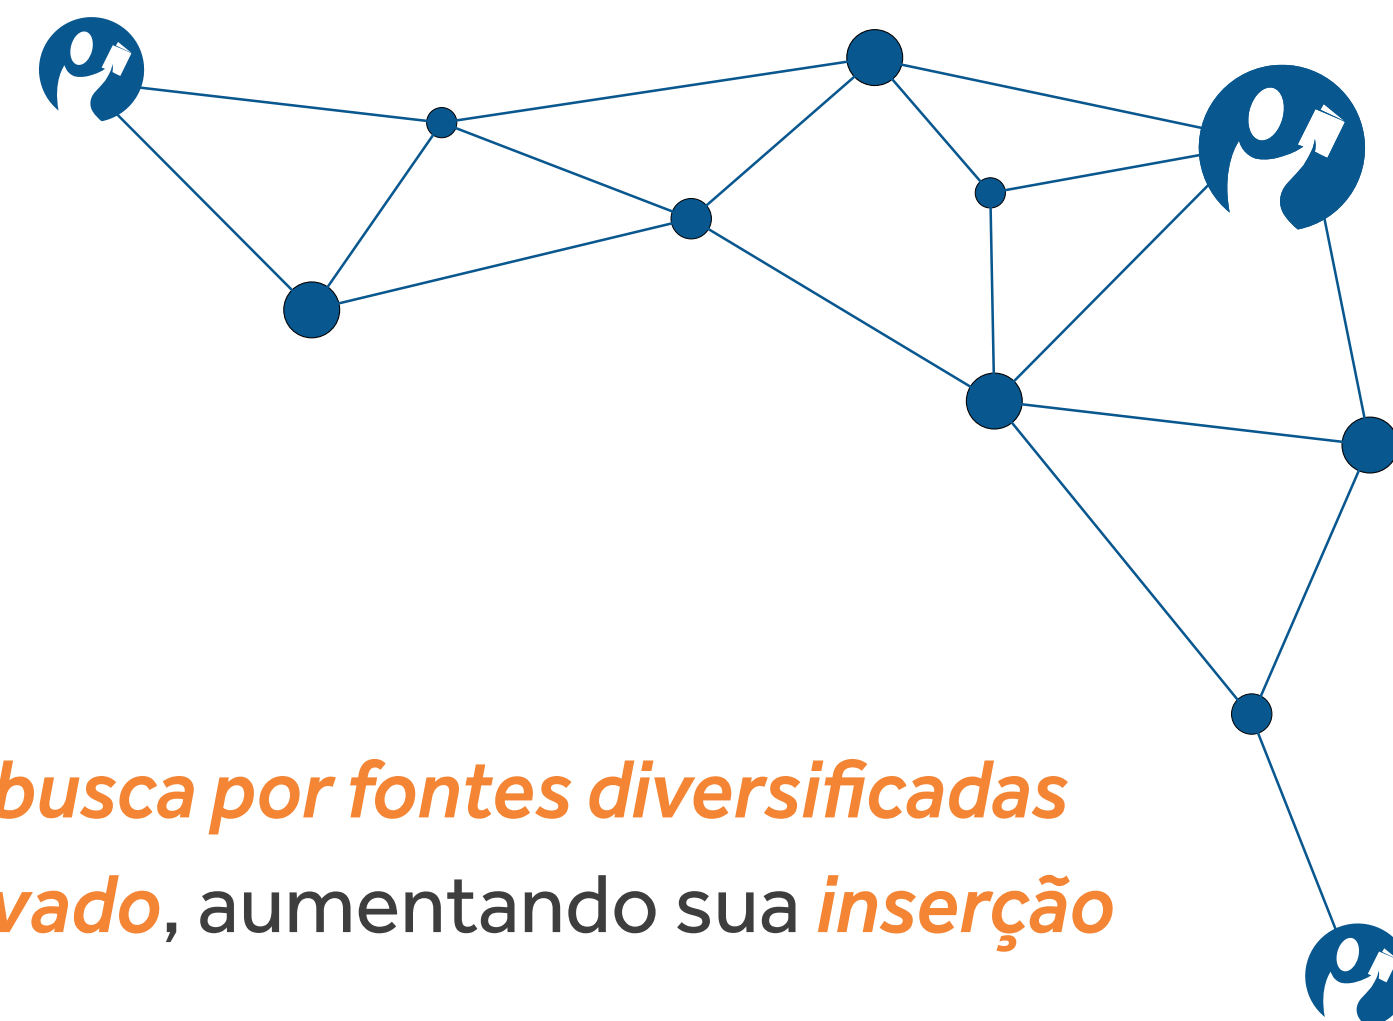 busca por fontes diversificadas
vado, aumentando sua inserção